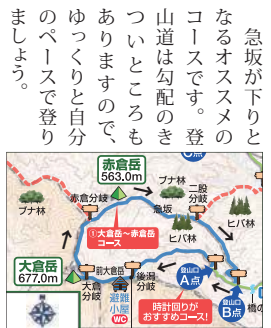 急坂が下りと
なるオススメの
コースです。登
山道は勾配のき
ついところも
ありますので、
ゆっくりと自分
のペースで登り
ましょう。
C点
赤倉岳
563.0m
ブナ林
二股
分岐
赤倉分岐
急坂
ブナ林
ヒバ林
①大倉岳〜赤倉岳
コース
ヒバ林
大倉岳
677.0m
前大倉岳
後潟
分岐
登山口
A点
大倉
分岐
避難
小屋
WC
時計回りが
おすすめコース!
登山口
B点
橋の